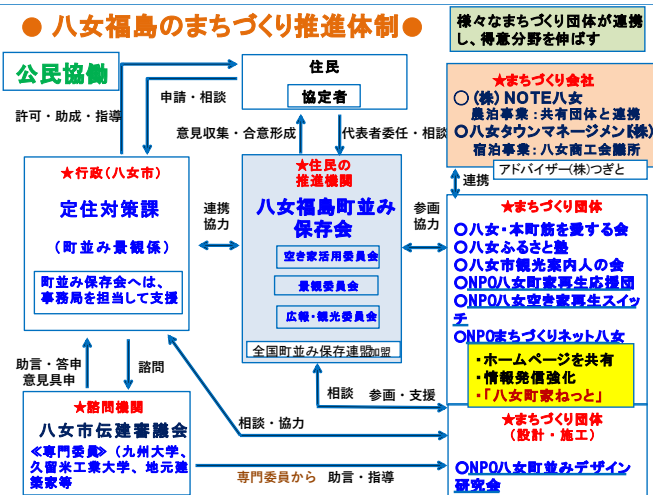 ● 八女福島のまちづくり推進体制●
様々なまちづくり団体が連携
し、得意分野を伸ばす
公民協働
住民
協定者
申請・相談
許可・助成・指導
意見収集・合意形成
代表者委任・相談
★まちづくり会社
〇（株）NOTE八女
農泊事業：共有団体と連携
〇八女タウンマネージメント(株)
宿泊事業：八女商工会議所
アドバイザー（株）つぎと
連携
★行政（八女市）
定住対策課
（町並み景観係）
町並み保存会へは、
事務局を担当して支援
連携
協力
★住民の
推進機関
八女福島町並み
保存会
空き家活用委員会
景観委員会
広報・観光委員会
全国町並み保存連盟加盟
参画
協力
★まちづくり団体
〇八女・本町筋を愛する会
〇八女ふるさと塾
〇八女市観光案内人の会
〇NPO八女町家再生応援団
〇NPO八女空き家再生スイッ
チ
〇NPOまちづくりネット八女
・ホームページを共有
・情報発信強化
・「八女町家ねっと」
助言・答申
意見具申
諮問
相談
参画・支援
相談・協力
★諮問機関
八女市伝建審議会
≪専門委員≫（九州大学、
久留米工業大学、地元建
築家等
専門委員から 助言・指導
★まちづくり団体
（設計・施工）
〇NPO八女町並みデザイン
研究会